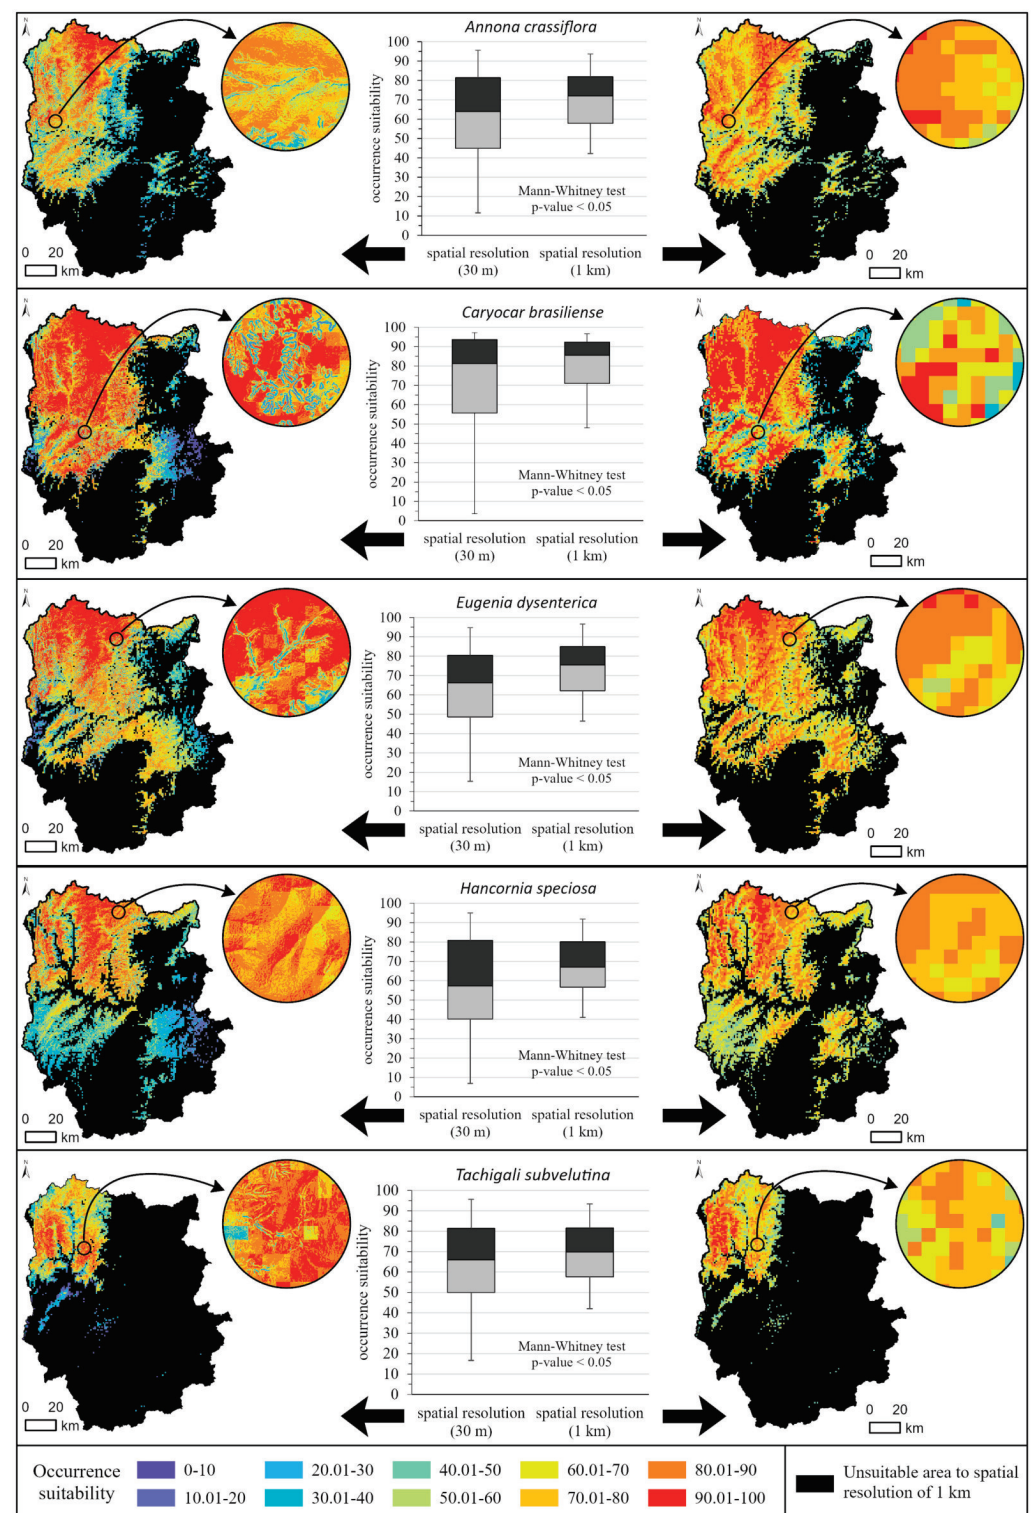 Annona crassiflora
N
N
100
90
80
70
60
50
40
30
20
10
0
occurrence suitability
Mann-Whitney test
p-value < 0.05
spatial resolution
(30 m)
spatial resolution
(1 km)
0 20
km
0 20
km
Caryocar brasiliense
N
N
100
90
80
70
60
50
40
30
20
10
0
occurrence suitability
Mann-Whitney test
p-value < 0.05
spatial resolution
(30 m)
spatial resolution
(1 km)
0 20
km
0 20
km
Eugenia dysenterica
N
N
100
90
80
70
60
50
40
30
20
10
0
occurrence suitability
Mann-Whitney test
p-value < 0.05
spatial resolution
(30 m)
spatial resolution
(1 km)
0 20
km
0 20
km
Hancornia speciosa
N
N
100
90
80
70
60
50
40
30
20
10
0
occurrence suitability
Mann-Whitney test
p-value < 0.05
spatial resolution
(30 m)
spatial resolution
(1 km)
0 20
km
0 20
km
Tachigali subvelutina
N
N
100
90
80
70
60
50
40
30
20
10
0
occurrence suitability
Mann-Whitney test
p-value < 0.05
spatial resolution
(30 m)
spatial resolution
(1 km)
0 20
km
0 20
km
Occurrence
suitability
0-10
10.01-20
20.01-30
30.01-40
40.01-50
50.01-60
60.01-70
70.01-80
80.01-90
90.01-100
Unsuitable area to spatial
resolution of 1 km